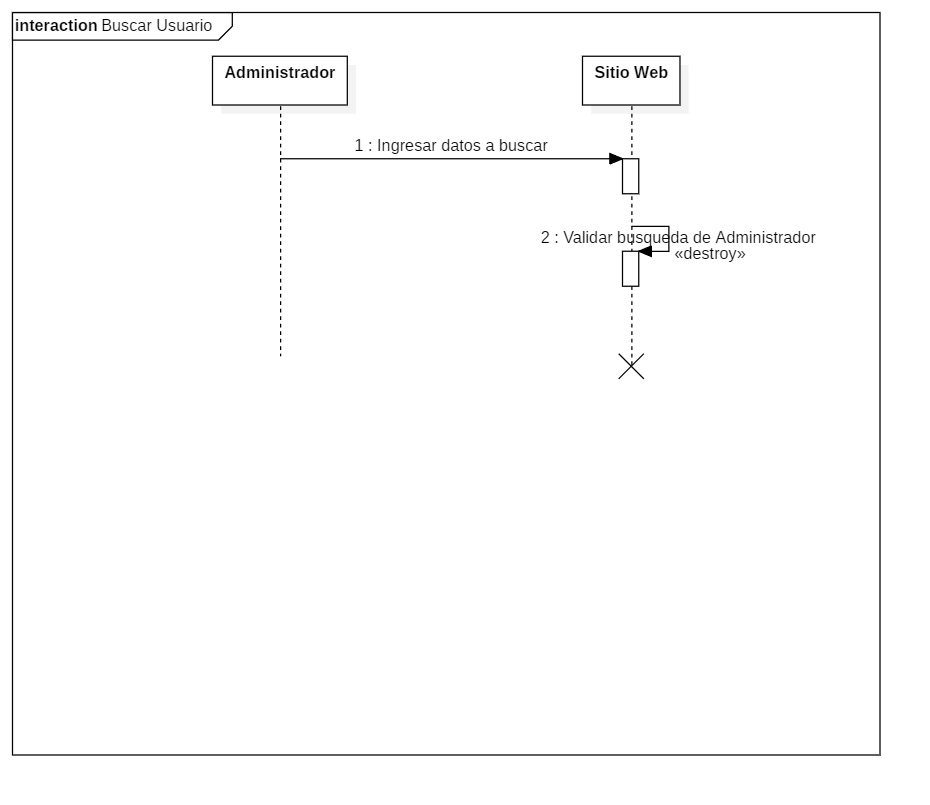 interaction Buscar Usuario
Administrador
Sitio Web
1 : Ingresar datos a buscar
2 : Validar busqueda de Administrador
«destroy»